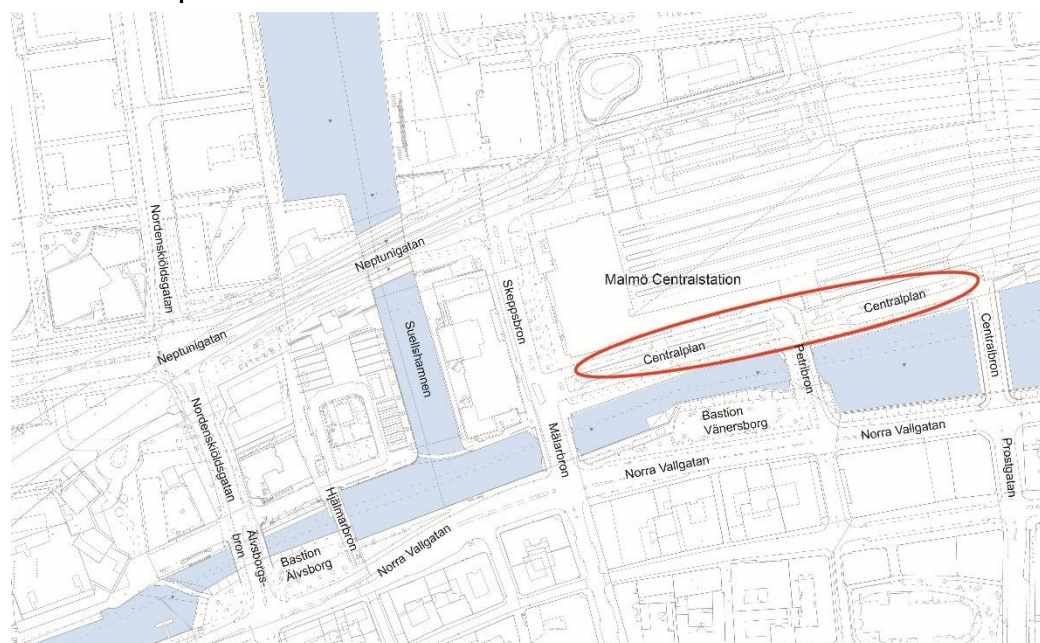 Nordenskiöldsgatan
Neptunigatan
Skeppsbron
Malmö Centralstation
Centralplan
Neptunigatan
Suellshamnen
Centralplan
Petribron
Centralbron
Nordenskiöldsgatan
Bastion
Vänersborg
Mälarbron
Norra Vallgatan
Norra Vallgatan
Prostgatan
Hjälmarbron
Älvsborgs-
bron
Bastion
Älvsborg
Norra Vallgatan